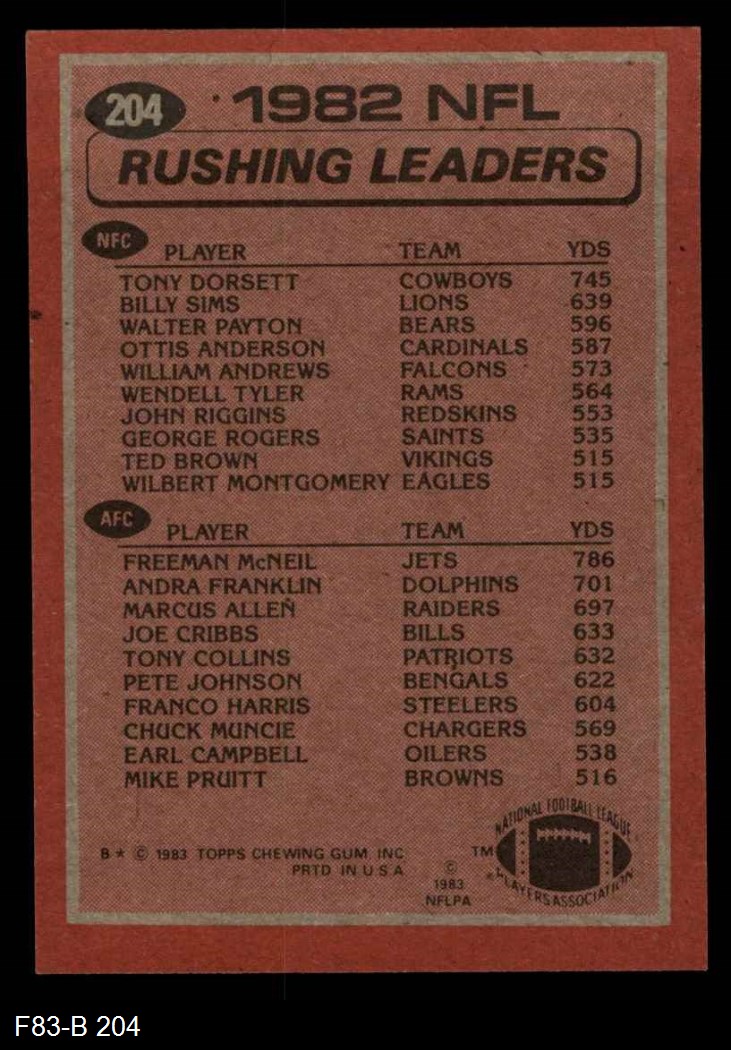 204 1982 NFL
RUSHING LEADERS
NFC PLAYER TEAM YDS
TONY DORSETT COWBOYS 745
BILLY SIMS LIONS 639
WALTER PAYTON BEARS 596
OTTIS ANDERSON CARDINALS 587
WILLIAM ANDREWS FALCONS 573
WENDELL TYLER RAMS 564
JOHN RIGGINS REDSKINS 553
GEORGE ROGERS SAINTS 535
TED BROWN VIKINGS 515
WILBERT MONTGOMERY EAGLES 515
AFC PLAYER TEAM YDS
FREEMAN McNEIL JETS 786
ANDRA FRANKLIN DOLPHINS 701
MARCUS ALLEN RAIDERS 697
JOE CRIBBS BILLS 633
TONY COLLINS PATRIOTS 632
PETE JOHNSON BENGALS 622
FRANCO HARRIS STEELERS 604
CHUCK MUNCIE CHARGERS 569
EARL CAMPBELL OILERS 538
MIKE PRUITT BROWNS 516
B* © 1983 TOPPS CHEWING GUM INC
PRTD IN U S A
© 1983 NFLPA
TM
NATIONAL FOOTBALL LEAGUE
PLAYERS ASSOCIATION
F83-B 204